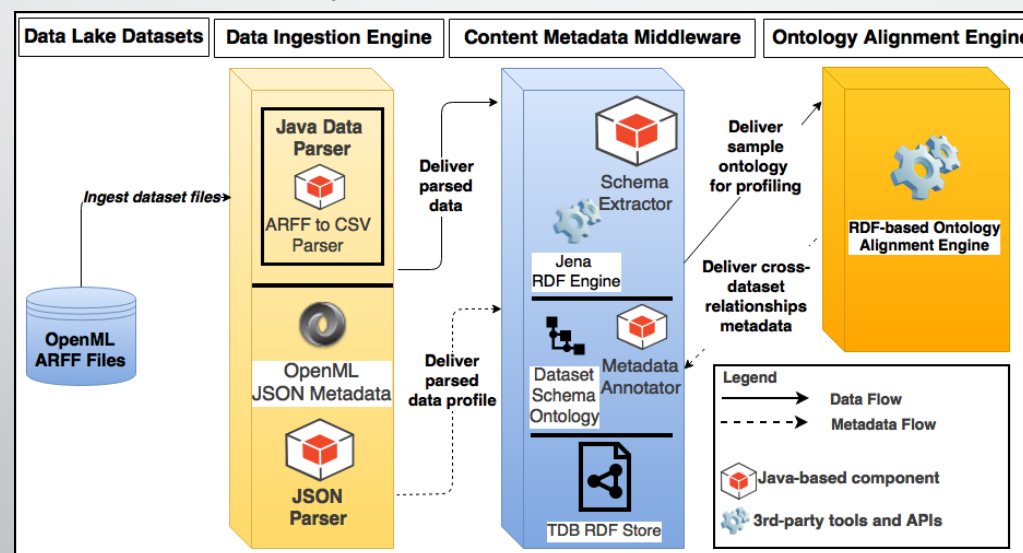 Data Lake Datasets
Data Ingestion Engine
Content Metadata Middleware
Ontology Alignment Engine
Ingest dataset files
OpenML
ARFF Files
Java Data
Parser
ARFF to CSV
Parser
OpenML
JSON Metadata
JSON
Parser
Deliver
parsed
data
Deliver
parsed
data profile
Schema
Extractor
Jena
RDF Engine
Dataset
Schema
Ontology
Metadata
Annotator
TDB RDF Store
Deliver
sample
ontology
for profiling
Deliver cross-
dataset
relationships
metadata
RDF-based Ontology
Alignment Engine
Legend
Data Flow
Metadata Flow
Java-based component
3rd-party tools and APIs